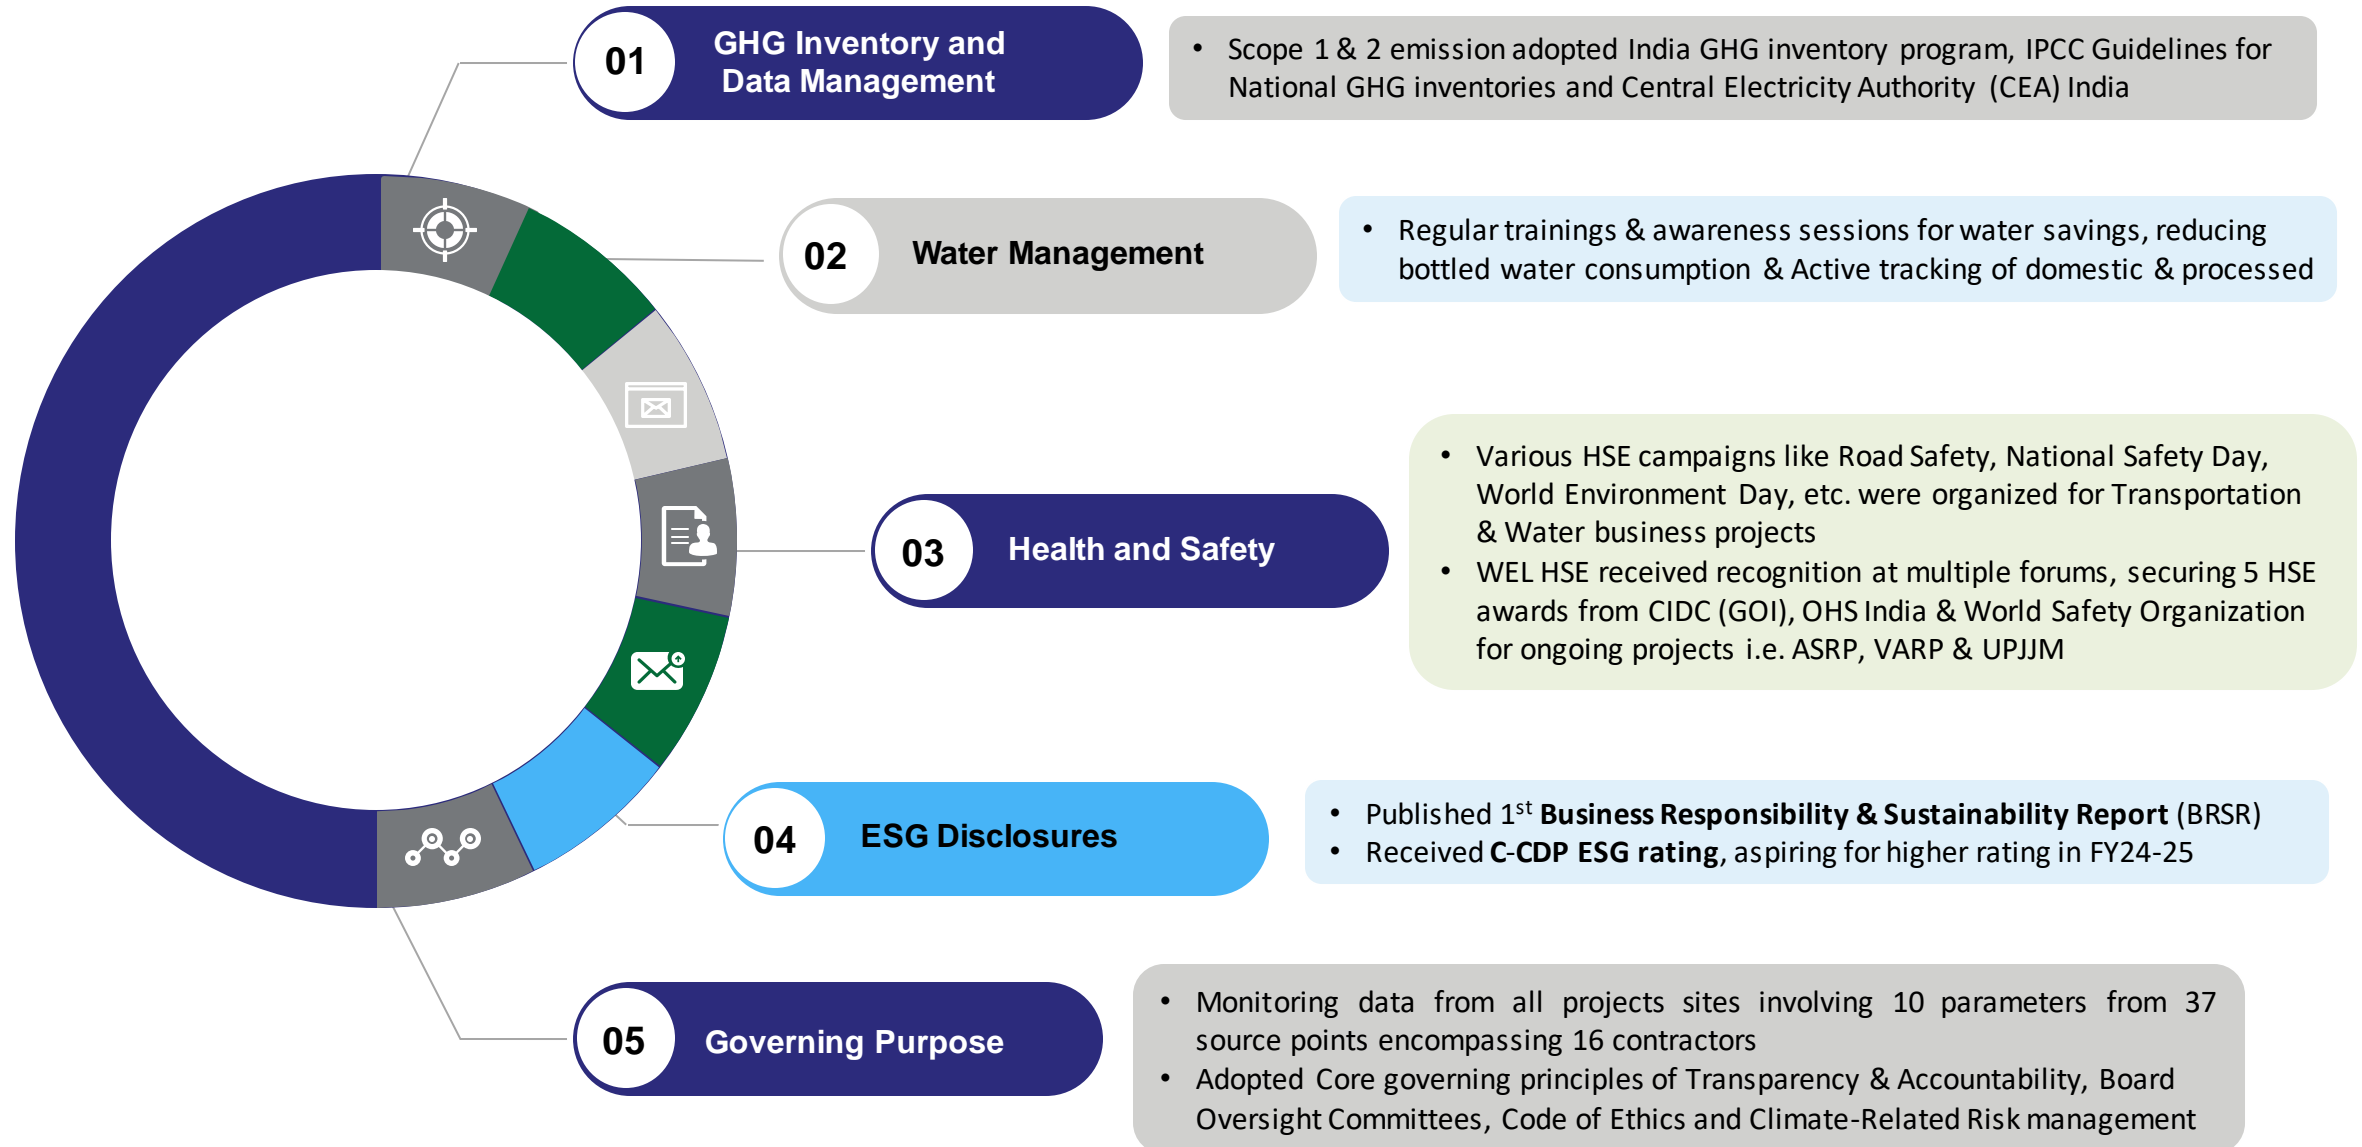 01
GHG Inventory and
Data Management
• Scope 1 & 2 emission adopted India GHG inventory program, IPCC Guidelines for
National GHG inventories and Central Electricity Authority (CEA) India
02
Water Management
• Regular trainings & awareness sessions for water savings, reducing
bottled water consumption & Active tracking of domestic & processed
03
Health and Safety
• Various HSE campaigns like Road Safety, National Safety Day,
World Environment Day, etc. were organized for Transportation
& Water business projects
• WEL HSE received recognition at multiple forums, securing 5 HSE
awards from CIDC (GOI), OHS India & World Safety Organization
for ongoing projects i.e. ASRP, VARP & UPJJM
04
ESG Disclosures
• Published 1st Business Responsibility & Sustainability Report (BRSR)
• Received C-CDP ESG rating, aspiring for higher rating in FY24-25
05
Governing Purpose
• Monitoring data from all projects sites involving 10 parameters from 37
source points encompassing 16 contractors
• Adopted Core governing principles of Transparency & Accountability, Board
Oversight Committees, Code of Ethics and Climate-Related Risk management